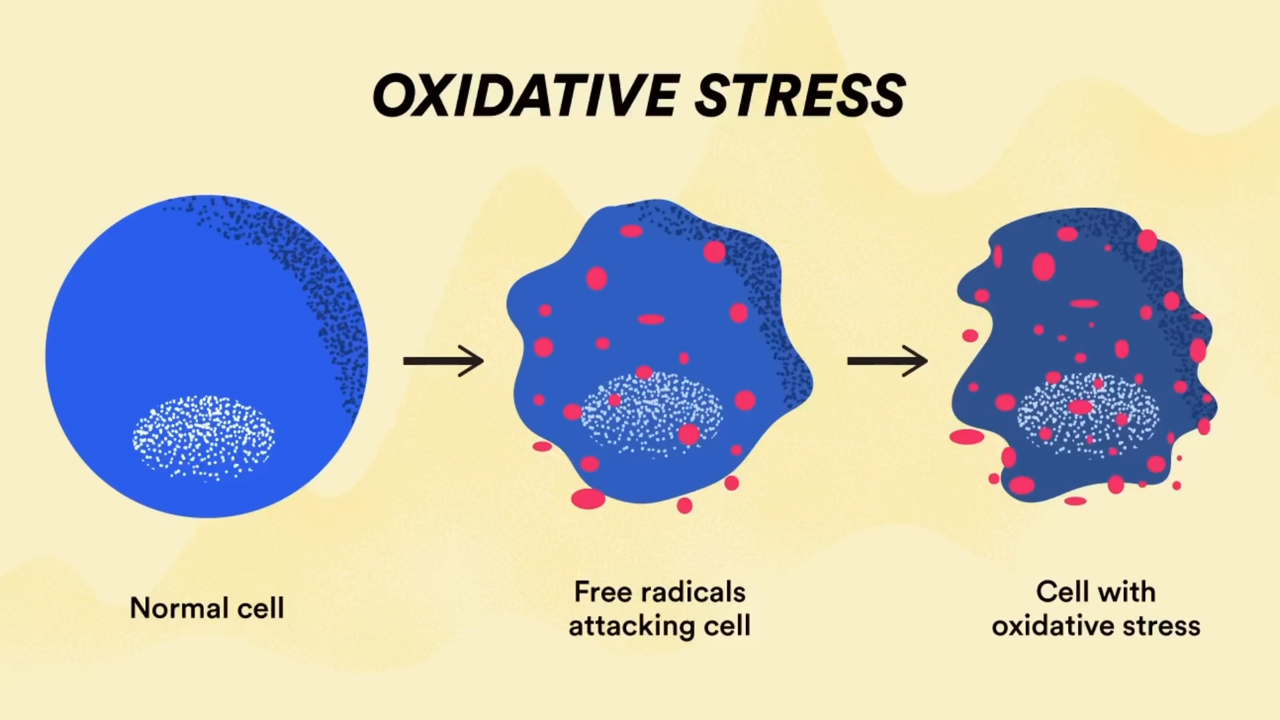 OXIDATIVE STRESS
Normal cell
Free radicals
attacking cell
Cell with
oxidative stress